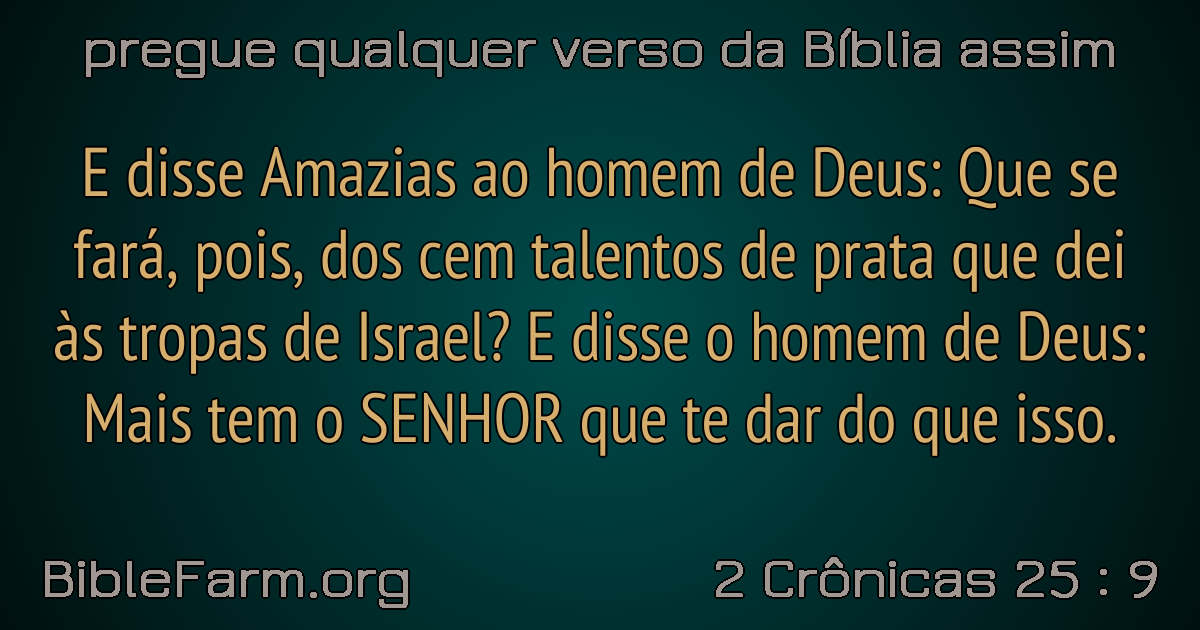 pregue qualquer verso da Bíblia assim
E disse Amazias ao homem de Deus: Que se
fará, pois, dos cem talentos de prata que dei
às tropas de Israel? E disse o homem de Deus:
Mais tem o SENHOR que te dar do que isso.
BibleFarm.org
2 Crônicas 25 : 9